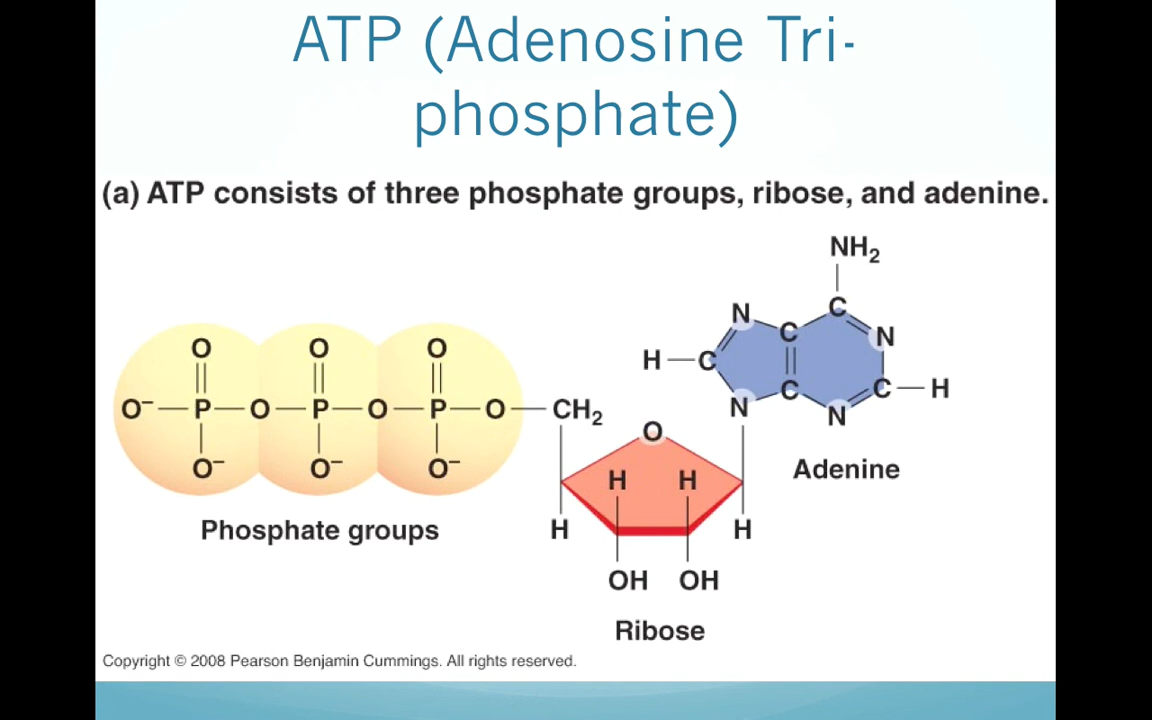 ATP (Adenosine Tri-
phosphate)
(a) ATP consists of three phosphate groups, ribose, and adenine.
NH₂
N C
O O O C N
H C
C C H
O⁻ P O P O P O CH₂ N N
O
O⁻ O⁻ O⁻ H H Adenine
Phosphate groups H H
OH OH
Ribose
Copyright © 2008 Pearson Benjamin Cummings. All rights reserved.